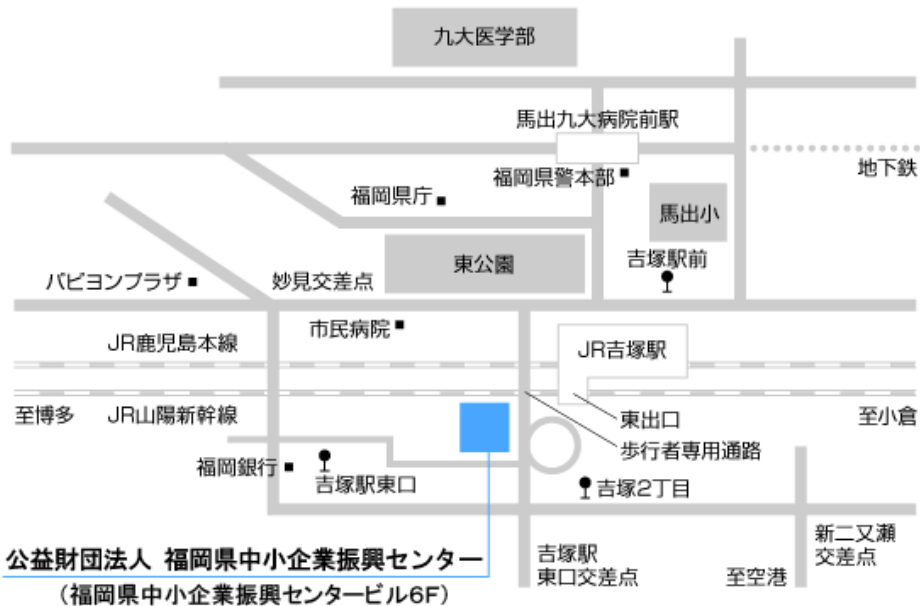 九大医学部
馬出九大病院前駅
地下鉄
福岡県警本部
福岡県庁
馬出小
東公園
吉塚駅前
パピヨンプラザ
妙見交差点
市民病院
JR鹿児島本線
JR吉塚駅
至博多
JR山陽新幹線
東出口
至小倉
歩行者専用通路
福岡銀行
吉塚駅東口
吉塚2丁目
新二又瀬
交差点
吉塚駅
東口交差点
至空港
公益財団法人 福岡県中小企業振興センター
(福岡県中小企業振興センタービル6F)